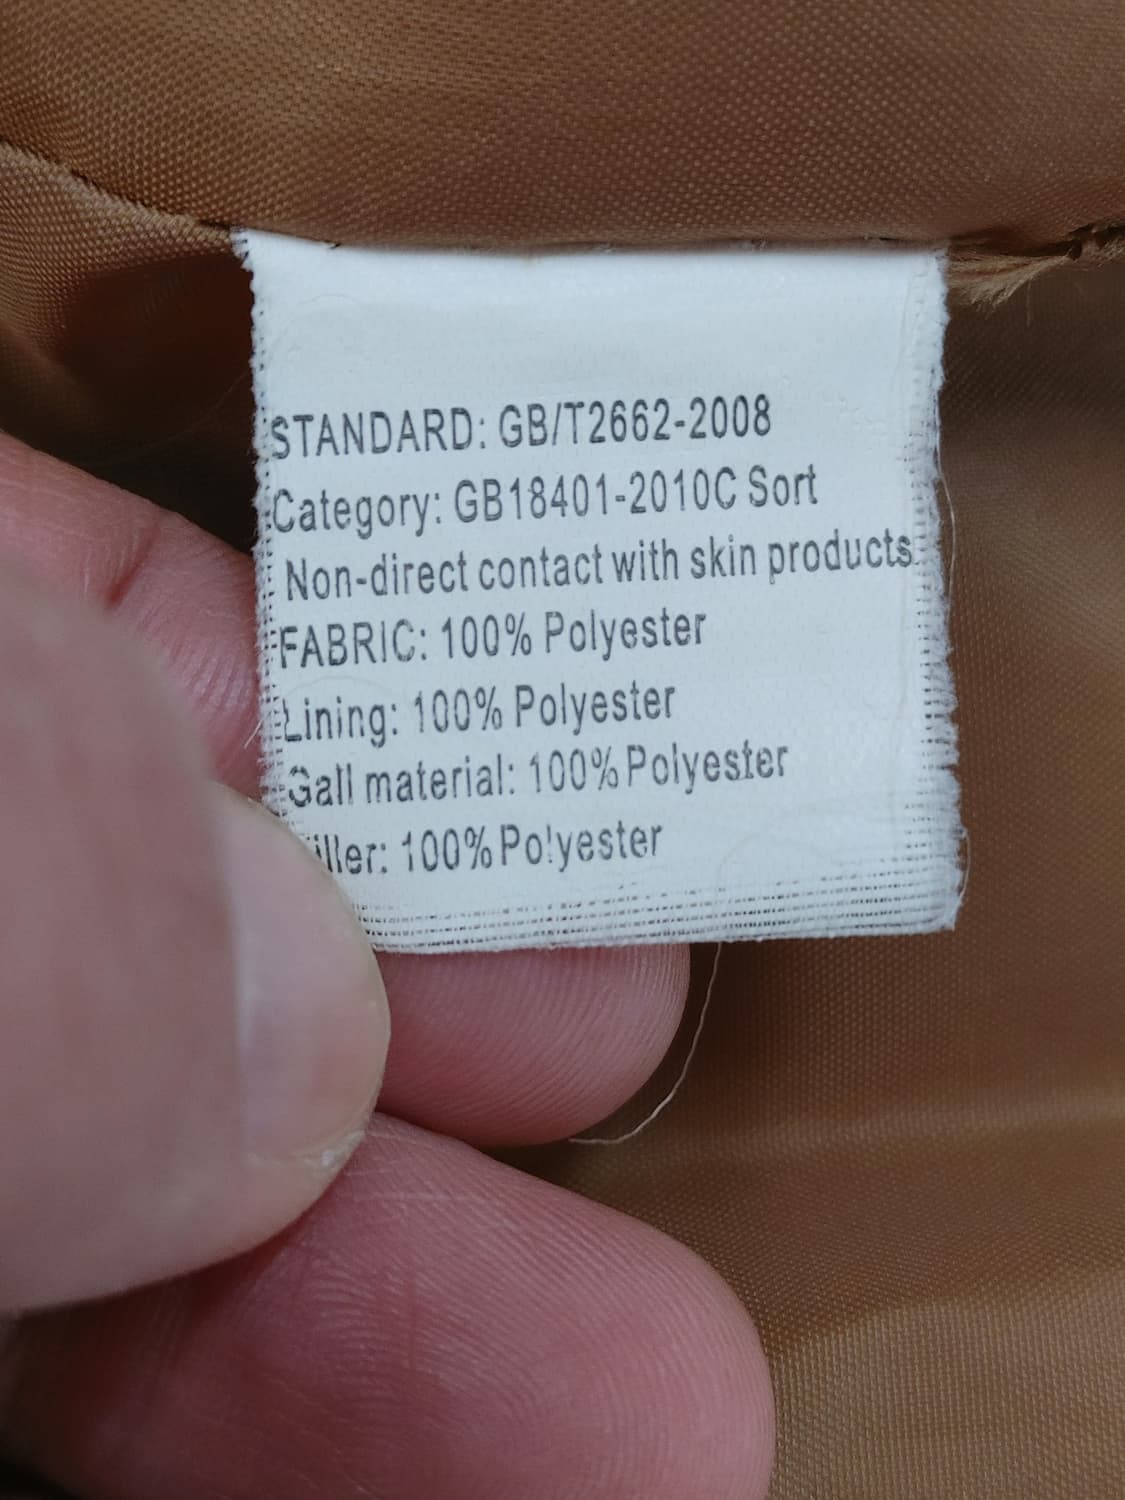 STANDARD: GB/T2662-2008
Category: GB18401-2010C Sort
Non-direct contact with skin products
FABRIC: 100% Polyester
Lining: 100% Polyester
Gall material: 100% Polyester
iller: 100% Polyester